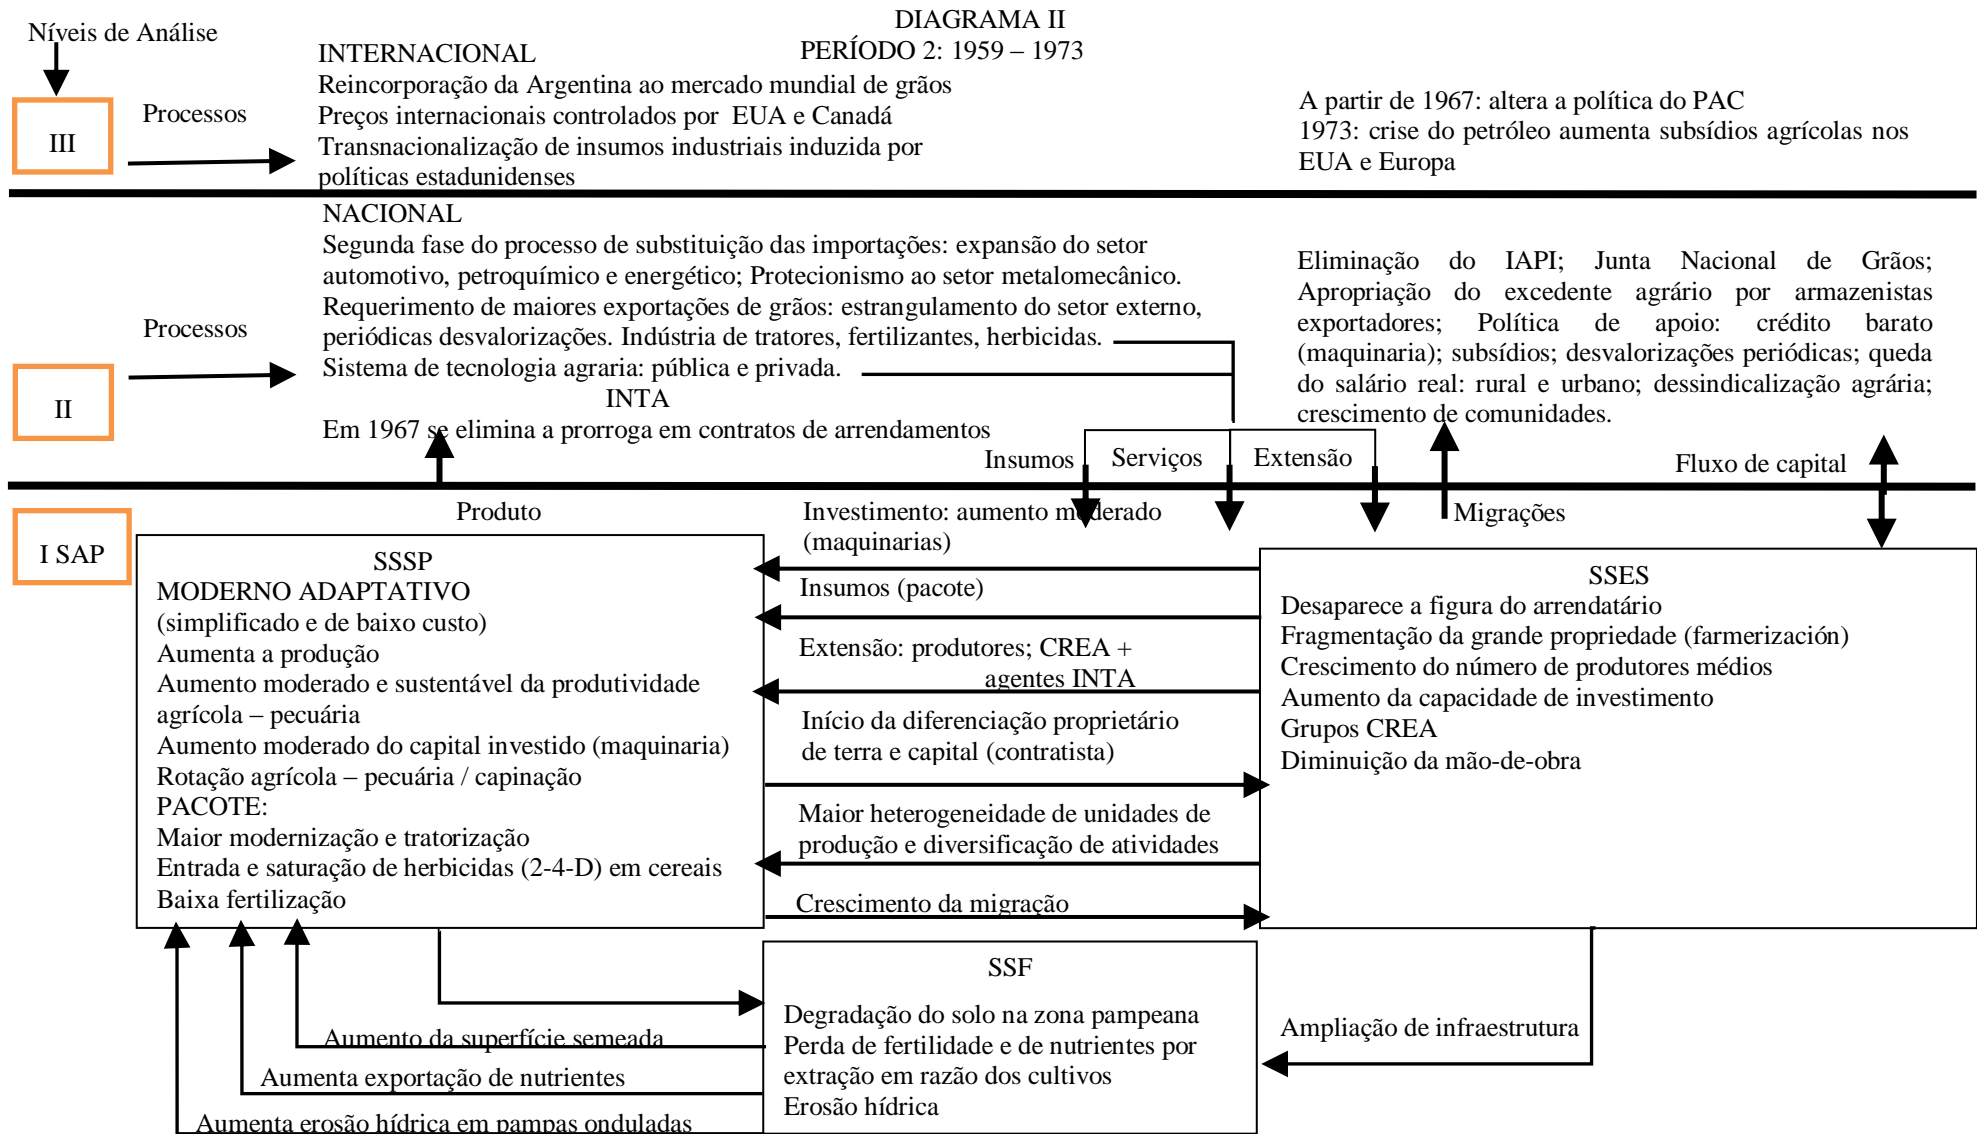 DIAGRAMA II
PERÍODO 2: 1959 – 1973
Níveis de Análise
III
Processos
INTERNACIONAL
Reincorporação da Argentina ao mercado mundial de grãos
Preços internacionais controlados por EUA e Canadá
Transnacionalização de insumos industriais induzida por
políticas estadunidenses
A partir de 1967: altera a política do PAC
1973: crise do petróleo aumenta subsídios agrícolas nos
EUA e Europa
II
Processos
NACIONAL
Segunda fase do processo de substituição das importações: expansão do setor
automotivo, petroquímico e energético; Protecionismo ao setor metalomecânico.
Requerimento de maiores exportações de grãos: estrangulamento do setor externo,
periódicas desvalorizações. Indústria de tratores, fertilizantes, herbicidas.
Sistema de tecnologia agraria: pública e privada.
INTA
Em 1967 se elimina a prorroga em contratos de arrendamentos
Eliminação do IAPI; Junta Nacional de Grãos;
Apropriação do excedente agrário por armazenistas
exportadores; Política de apoio: crédito barato
(maquinaria); subsídios; desvalorizações periódicas; queda
do salário real: rural e urbano; dessindicalização agrária;
crescimento de comunidades.
Insumos
Serviços
Extensão
Fluxo de capital
Produto
Migrações
I SAP
SSSP
MODERNO ADAPTATIVO
(simplificado e de baixo custo)
Aumenta a produção
Aumento moderado e sustentável da produtividade
agrícola – pecuária
Aumento moderado do capital investido (maquinaria)
Rotação agrícola – pecuária / capinação
PACOTE:
Maior modernização e tratorização
Entrada e saturação de herbicidas (2-4-D) em cereais
Baixa fertilização
Investimento: aumento moderado
(maquinarias)
Insumos (pacote)
Extensão: produtores; CREA +
agentes INTA
Início da diferenciação proprietário
de terra e capital (contratista)
Maior heterogeneidade de unidades de
produção e diversificação de atividades
Crescimento da migração
SSES
Desaparece a figura do arrendatário
Fragmentação da grande propriedade (farmerización)
Crescimento do número de produtores médios
Aumento da capacidade de investimento
Grupos CREA
Diminuição da mão-de-obra
SSF
Degradação do solo na zona pampeana
Perda de fertilidade e de nutrientes por
extração em razão dos cultivos
Erosão hídrica
Aumento da superfície semeada
Aumenta exportação de nutrientes
Aumenta erosão hídrica em pampas onduladas
Ampliação de infraestrutura